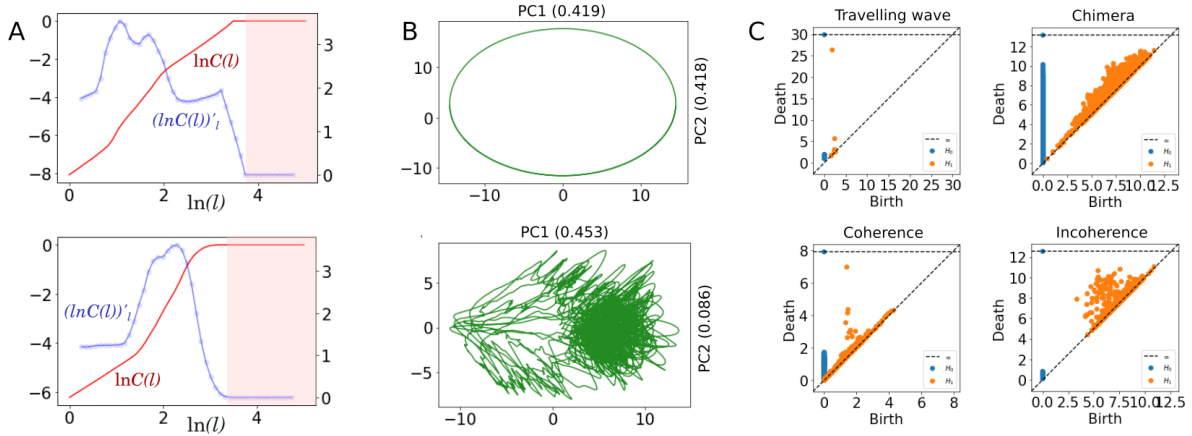 A
0
−2
−4
−6
−8
3
2
1
0
lnC(l)
(lnC(l))′l
0
2
4
ln(l)
0
−2
−4
−6
3
2
1
0
(lnC(l))′l
lnC(l)
0
2
4
ln(l)
B
PC1 (0.419)
10
0
−10
−10
0
10
PC2 (0.418)
PC1 (0.453)
5
0
−5
−10
−5
0
5
10
PC2 (0.086)
C
Travelling wave
Death
30
25
20
15
10
5
0
0 5 10 15 20 25 30
Birth
∞
H0
H1
Chimera
Death
12
10
8
6
4
2
0
0.0 2.5 5.0 7.5 10.0 12.5
Birth
∞
H0
H1
Coherence
Death
8
7
6
5
4
3
2
1
0
0 2 4 6 8
Birth
∞
H0
H1
Incoherence
Death
12
10
8
6
4
2
0
0.0 2.5 5.0 7.5 10.0 12.5
Birth
∞
H0
H1